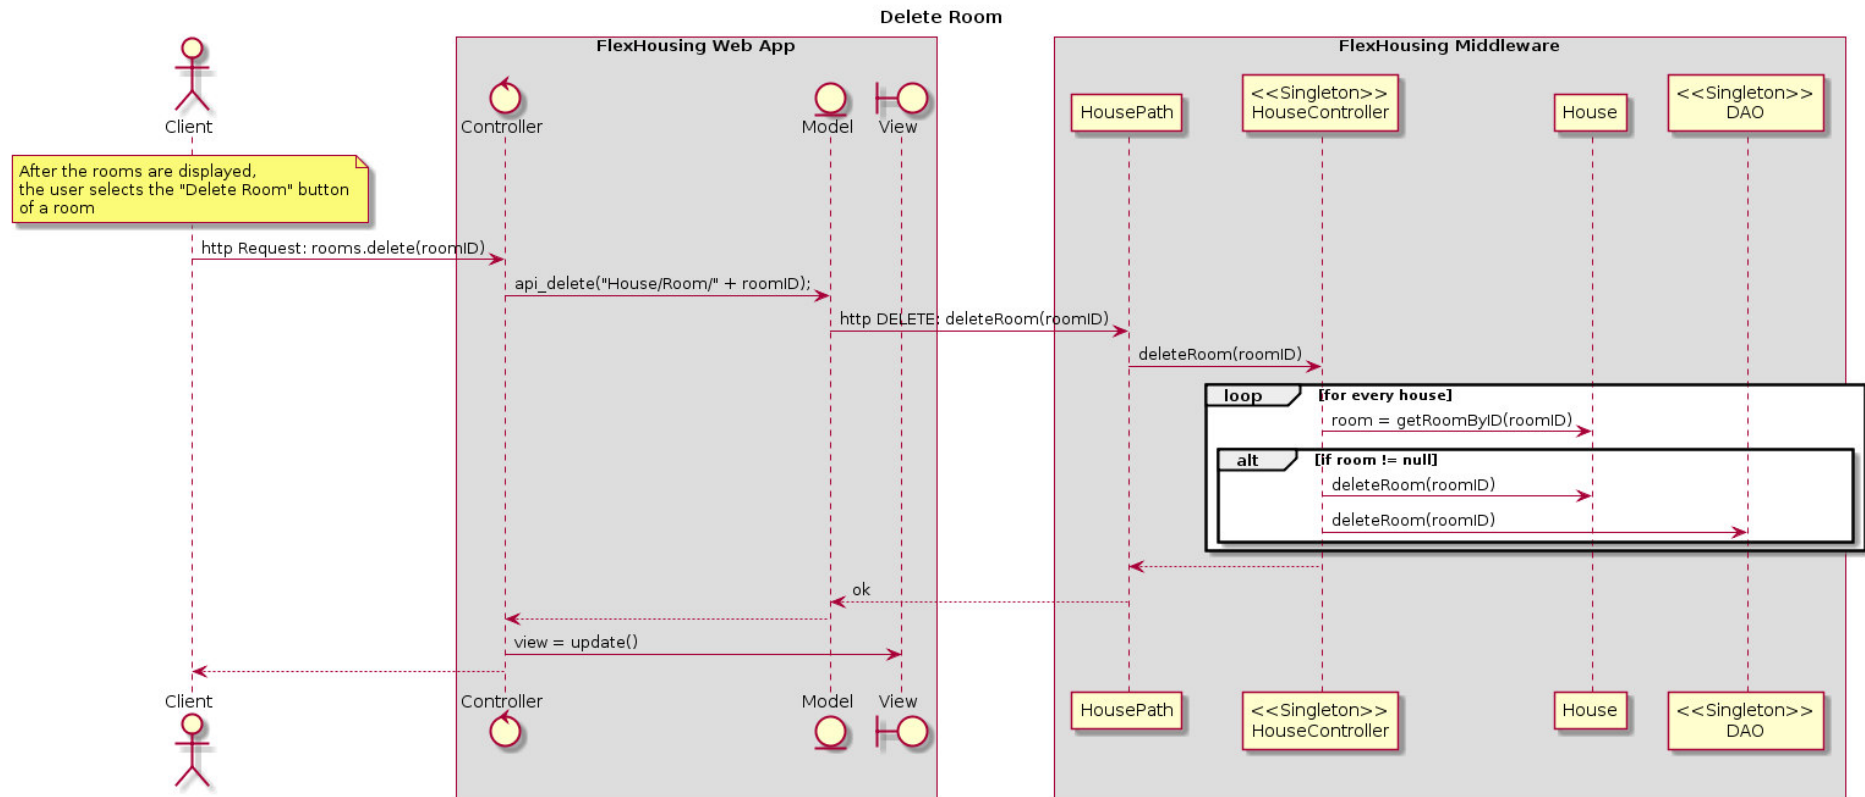 Delete Room
FlexHousing Web App
FlexHousing Middleware
Client
Controller
Model
View
HousePath
<<Singleton>>
HouseController
House
<<Singleton>>
DAO
After the rooms are displayed,
the user selects the "Delete Room" button
of a room
http Request: rooms.delete(roomID)
api_delete("House/Room/" + roomID);
http DELETE: deleteRoom(roomID)
deleteRoom(roomID)
loop
[for every house]
room = getRoomByID(roomID)
alt
[if room != null]
deleteRoom(roomID)
deleteRoom(roomID)
ok
view = update()
Client
Controller
Model
View
HousePath
<<Singleton>>
HouseController
House
<<Singleton>>
DAO